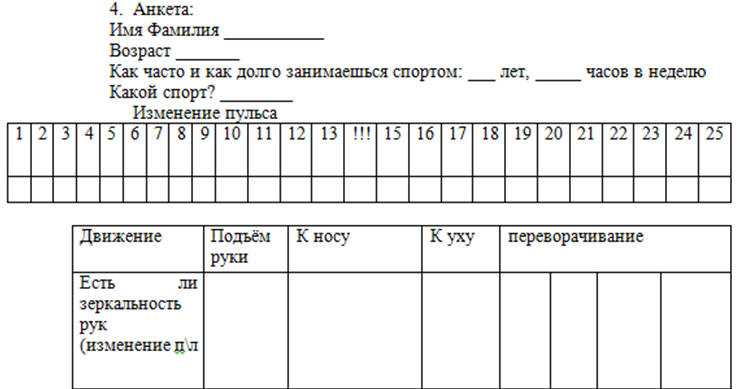 4. Анкета:
Имя Фамилия ___________
Возраст _______
Как часто и как долго занимаешься спортом: ___ лет, _____ часов в неделю
Какой спорт? ________
Изменение пульса
1 2 3 4 5 6 7 8 9 10 11 12 13 !!! 15 16 17 18 19 20 21 22 23 24 25
Движение Подъём К носу К уху переворачивание
руки
Есть ли
зеркальность
рук
(изменение п\л